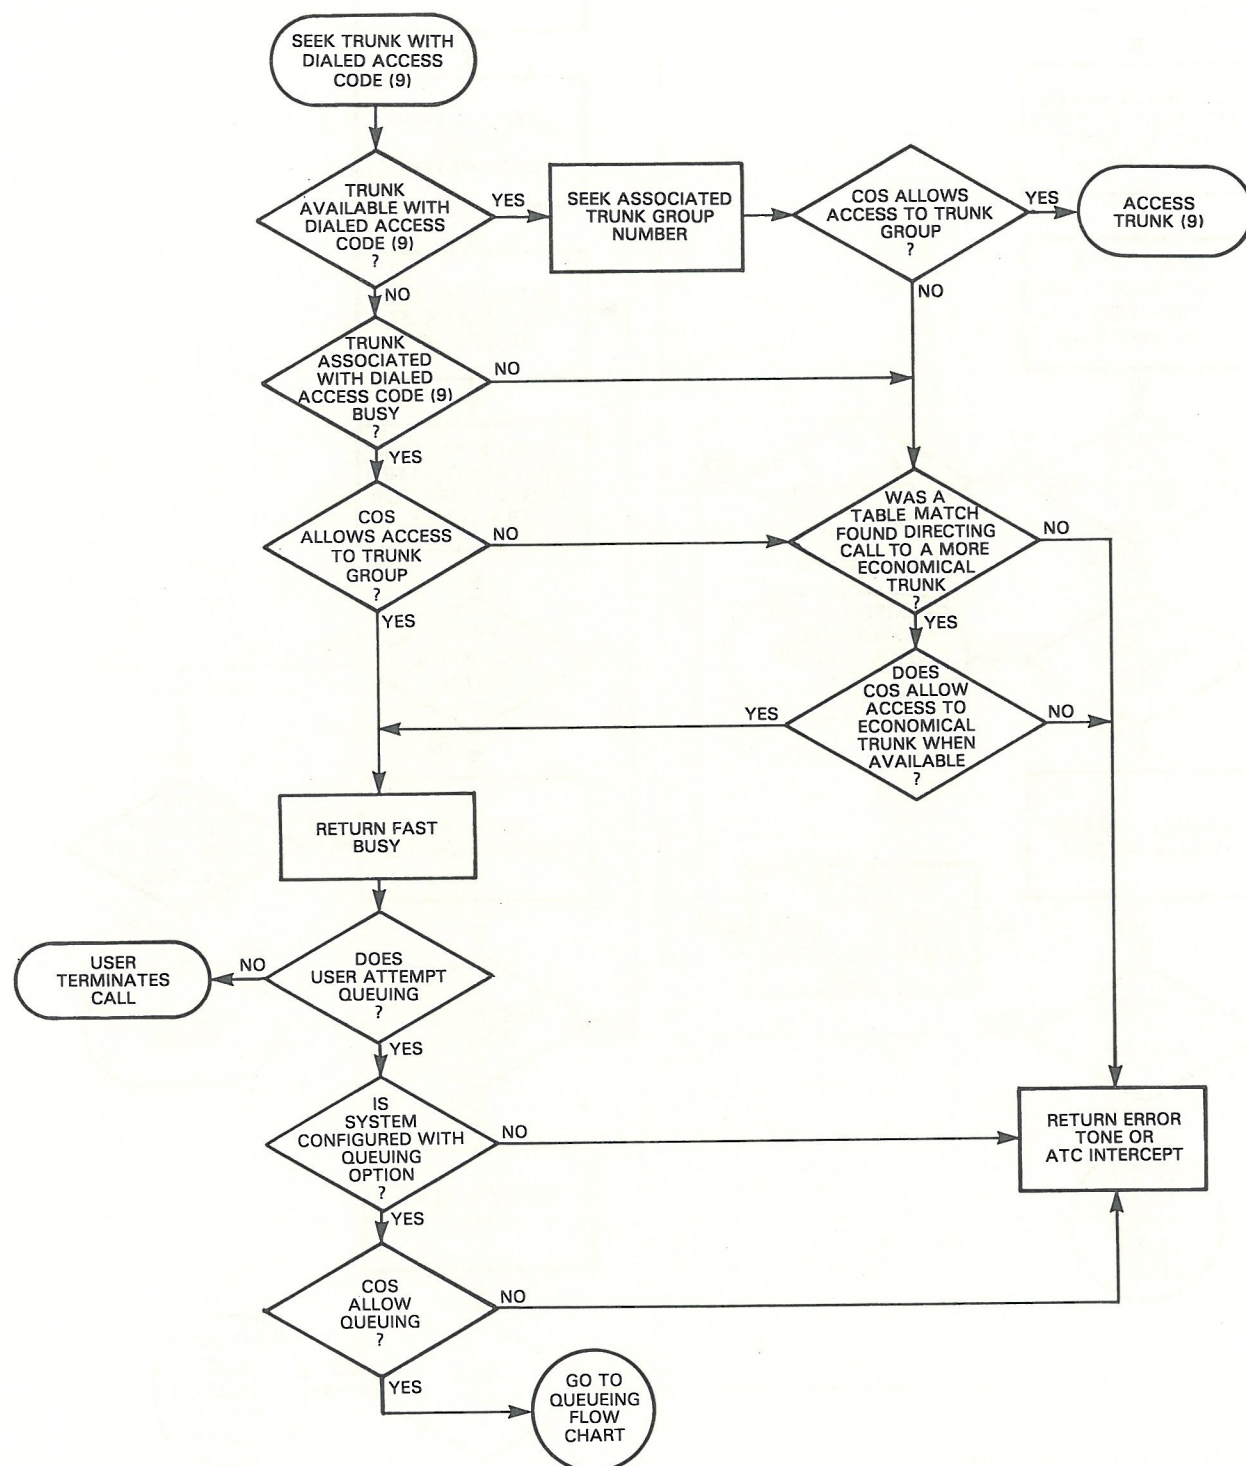 SEEK TRUNK WITH
DIALED ACCESS
CODE (9)
TRUNK
AVAILABLE WITH
DIALED ACCESS
CODE (9)
?
YES
SEEK ASSOCIATED
TRUNK GROUP
NUMBER
COS ALLOWS
ACCESS TO TRUNK
GROUP
?
YES
ACCESS
TRUNK (9)
NO
NO
TRUNK
ASSOCIATED
WITH DIALED
ACCESS CODE (9)
BUSY
?
NO
YES
COS
ALLOWS ACCESS
TO TRUNK
GROUP
?
NO
WAS A
TABLE MATCH
FOUND DIRECTING
CALL TO A MORE
ECONOMICAL
TRUNK
?
NO
YES
YES
DOES
COS ALLOW
ACCESS TO
ECONOMICAL
TRUNK WHEN
AVAILABLE
?
YES
NO
RETURN FAST
BUSY
DOES
USER ATTEMPT
QUEUING
?
NO
USER
TERMINATES
CALL
YES
IS
SYSTEM
CONFIGURED WITH
QUEUING
OPTION
?
NO
RETURN ERROR
TONE OR
ATC INTERCEPT
YES
COS
ALLOW
QUEUING
?
NO
YES
GO TO
QUEUEING
FLOW
CHART